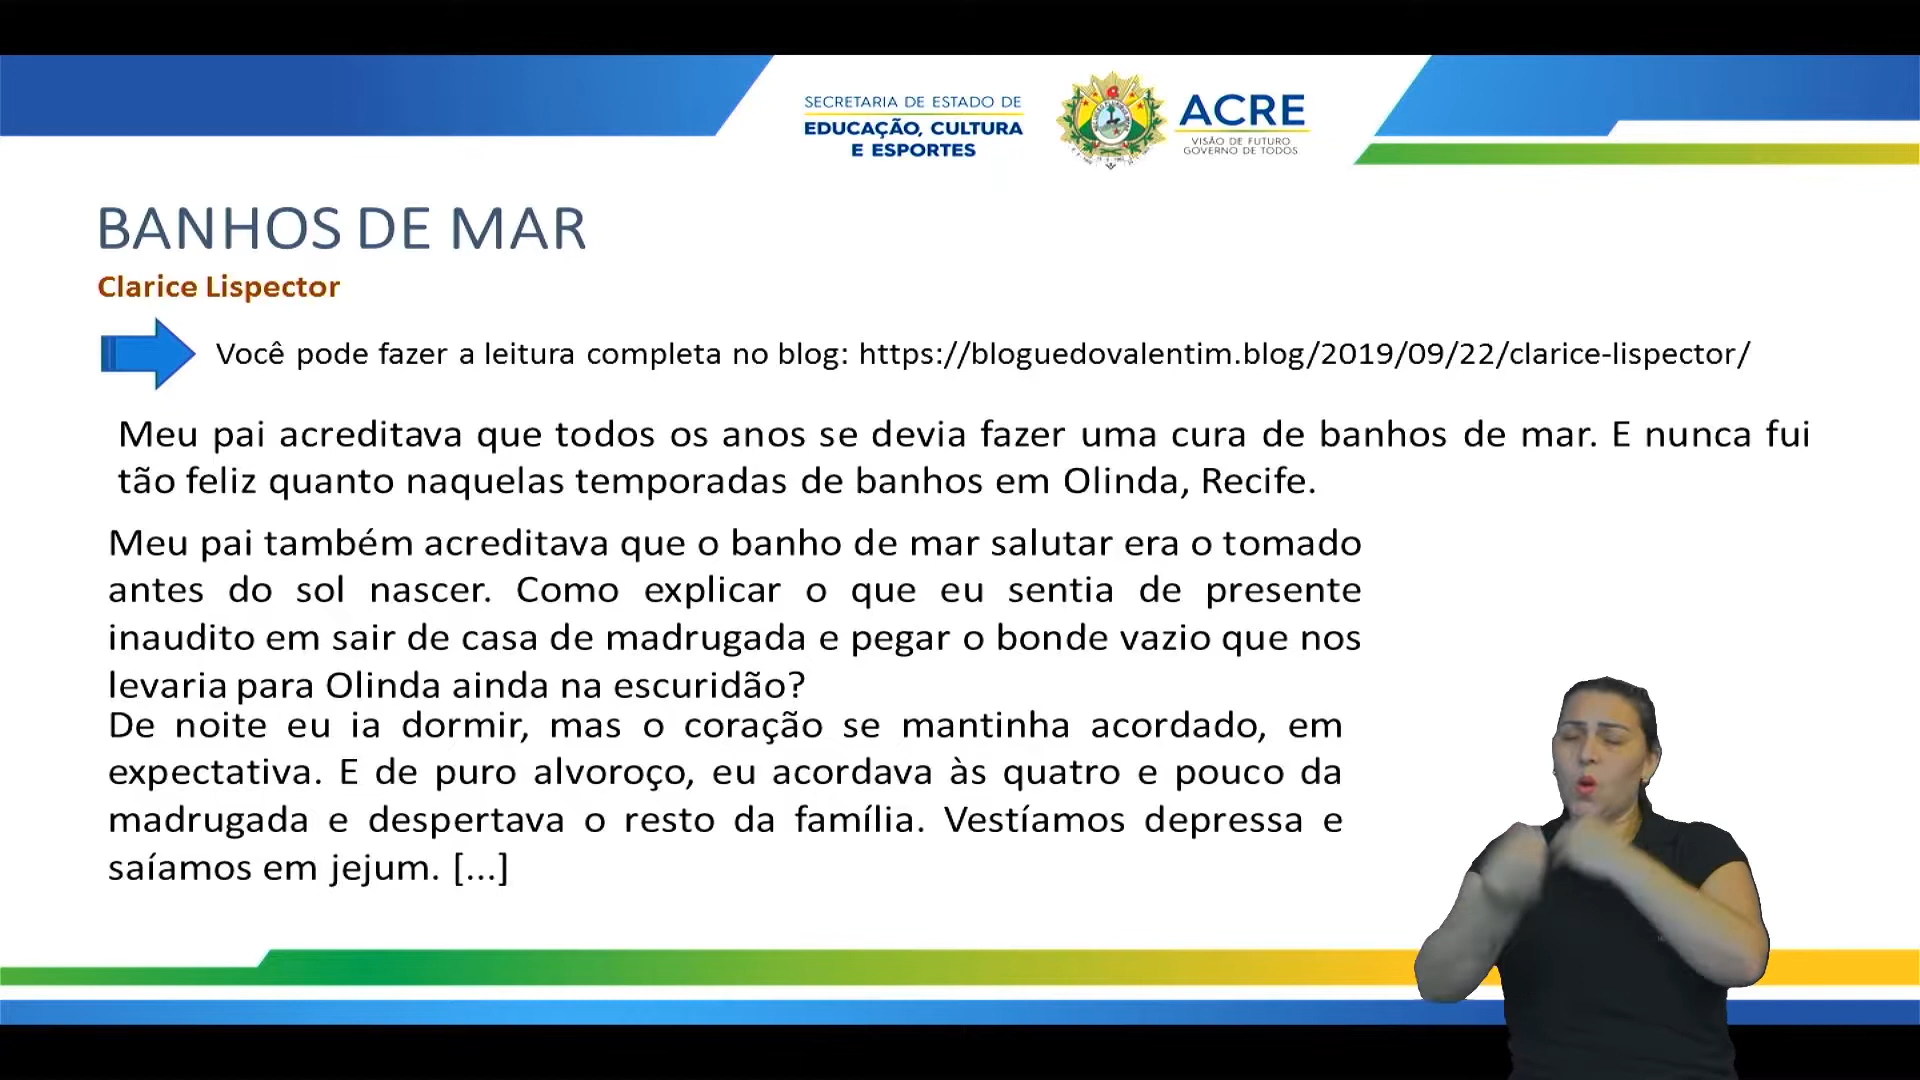 SECRETARIA DE ESTADO DE
EDUCAÇÃO, CULTURA
E ESPORTES
ACRE
VISÃO DE FUTURO
GOVERNO DE TODOS
BANHOS DE MAR
Clarice Lispector
Você pode fazer a leitura completa no blog: https://bloguedovalentim.blog/2019/09/22/clarice-lispector/
Meu pai acreditava que todos os anos se devia fazer uma cura de banhos de mar. E nunca fui
tão feliz quanto naquelas temporadas de banhos em Olinda, Recife.
Meu pai também acreditava que o banho de mar salutar era o tomado
antes do sol nascer. Como explicar o que eu sentia de presente
inaudito em sair de casa de madrugada e pegar o bonde vazio que nos
levaria para Olinda ainda na escuridão?
De noite eu ia dormir, mas o coração se mantinha acordado, em
expectativa. E de puro alvoroço, eu acordava às quatro e pouco da
madrugada e despertava o resto da família. Vestíamos depressa e
saíamos em jejum. [...]